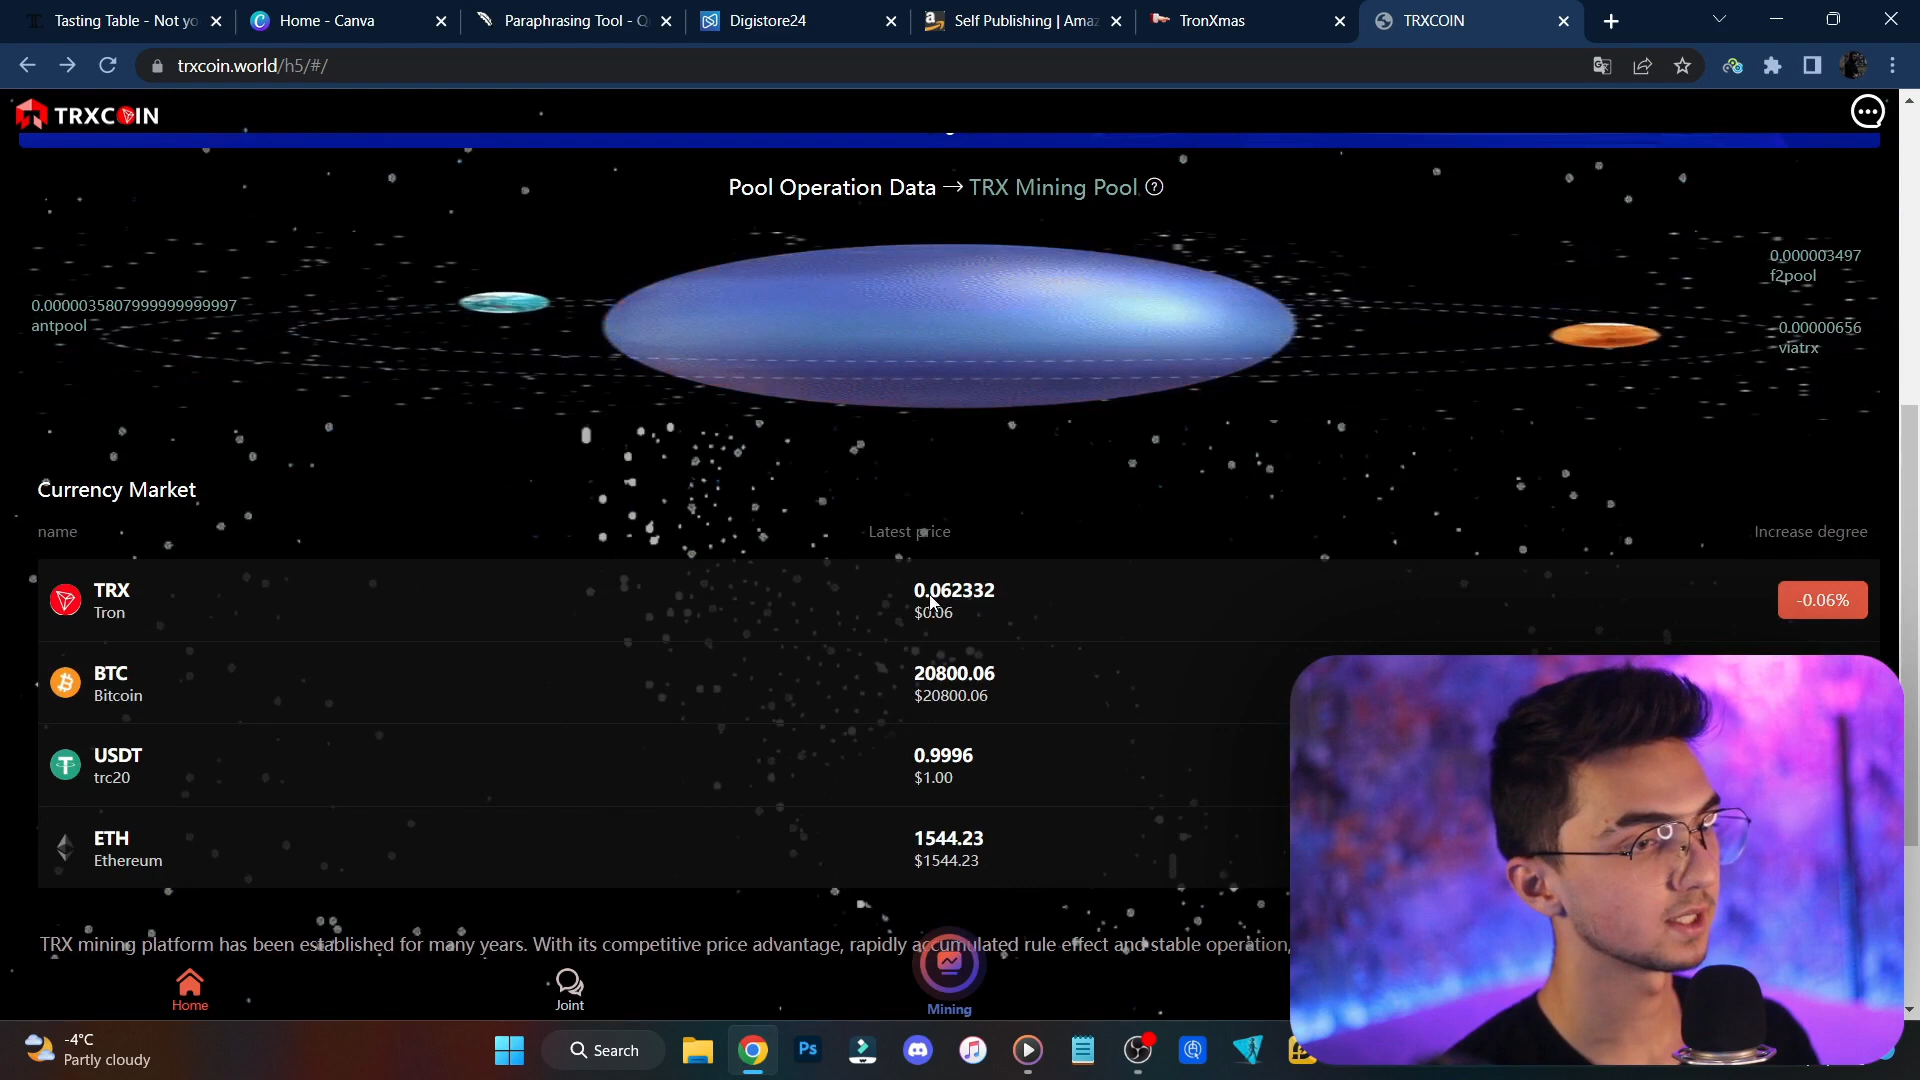 Tasting Table - Not yo
Home - Canva
Paraphrasing Tool - Q
Digistore24
Self Publishing | Ama
TronXmas
TRXCOIN
trxcoin.world/h5/#/
TRXCOIN
Pool Operation Data → TRX Mining Pool ?
0.000003497
f2pool
0.0000035807999999999997
antpool
0.00000656
viatrx
Currency Market
name Latest price Increase degree
TRX 0.062332
Tron $0.06
-0.06%
BTC 20800.06
Bitcoin $20800.06
USDT 0.9996
trc20 $1.00
ETH 1544.23
Ethereum $1544.23
TRX mining platform has been established for many years. With its competitive price advantage, rapidly accumulated rule effect and stable operation,
Home
Joint
Mining
-4°C
Partly cloudy
Search
Ps